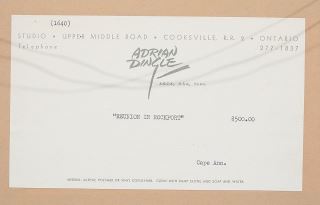 (1640)
STUDIO • UPPER MIDDLE ROAD • COOKSVILLE, R.R. 2 • ONTARIO
Telephone 277-1837
ADRIAN
DINGLE
"REUNION IN ROCKPORT" $500.00
Cape Ann.